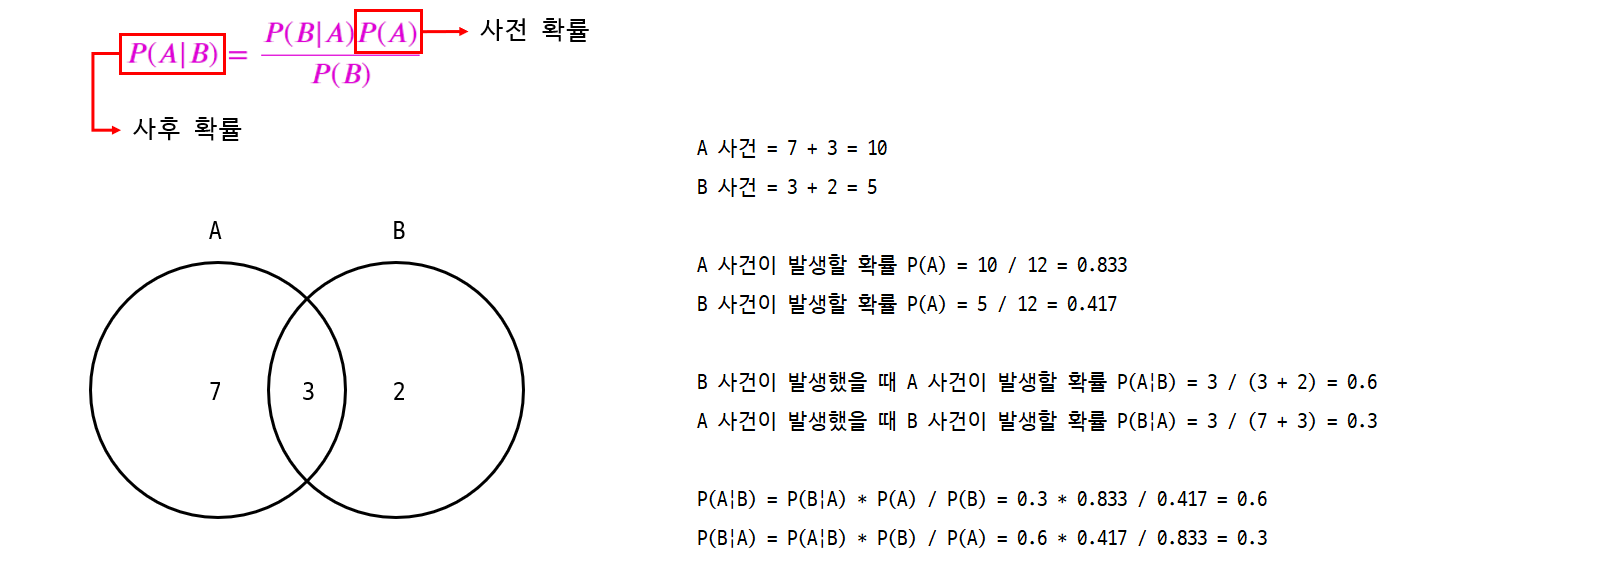 P(A|B) = P(B|A)P(A) / P(B)
사전 확률
사후 확률
A B
7 3 2
A 사건 = 7 + 3 = 10
B 사건 = 3 + 2 = 5
A 사건이 발생할 확률 P(A) = 10 / 12 = 0.833
B 사건이 발생할 확률 P(A) = 5 / 12 = 0.417
B 사건이 발생했을 때 A 사건이 발생할 확률 P(A¦B) = 3 / (3 + 2) = 0.6
A 사건이 발생했을 때 B 사건이 발생할 확률 P(B¦A) = 3 / (7 + 3) = 0.3
P(A¦B) = P(B¦A) * P(A) / P(B) = 0.3 * 0.833 / 0.417 = 0.6
P(B¦A) = P(A¦B) * P(B) / P(A) = 0.6 * 0.417 / 0.833 = 0.3